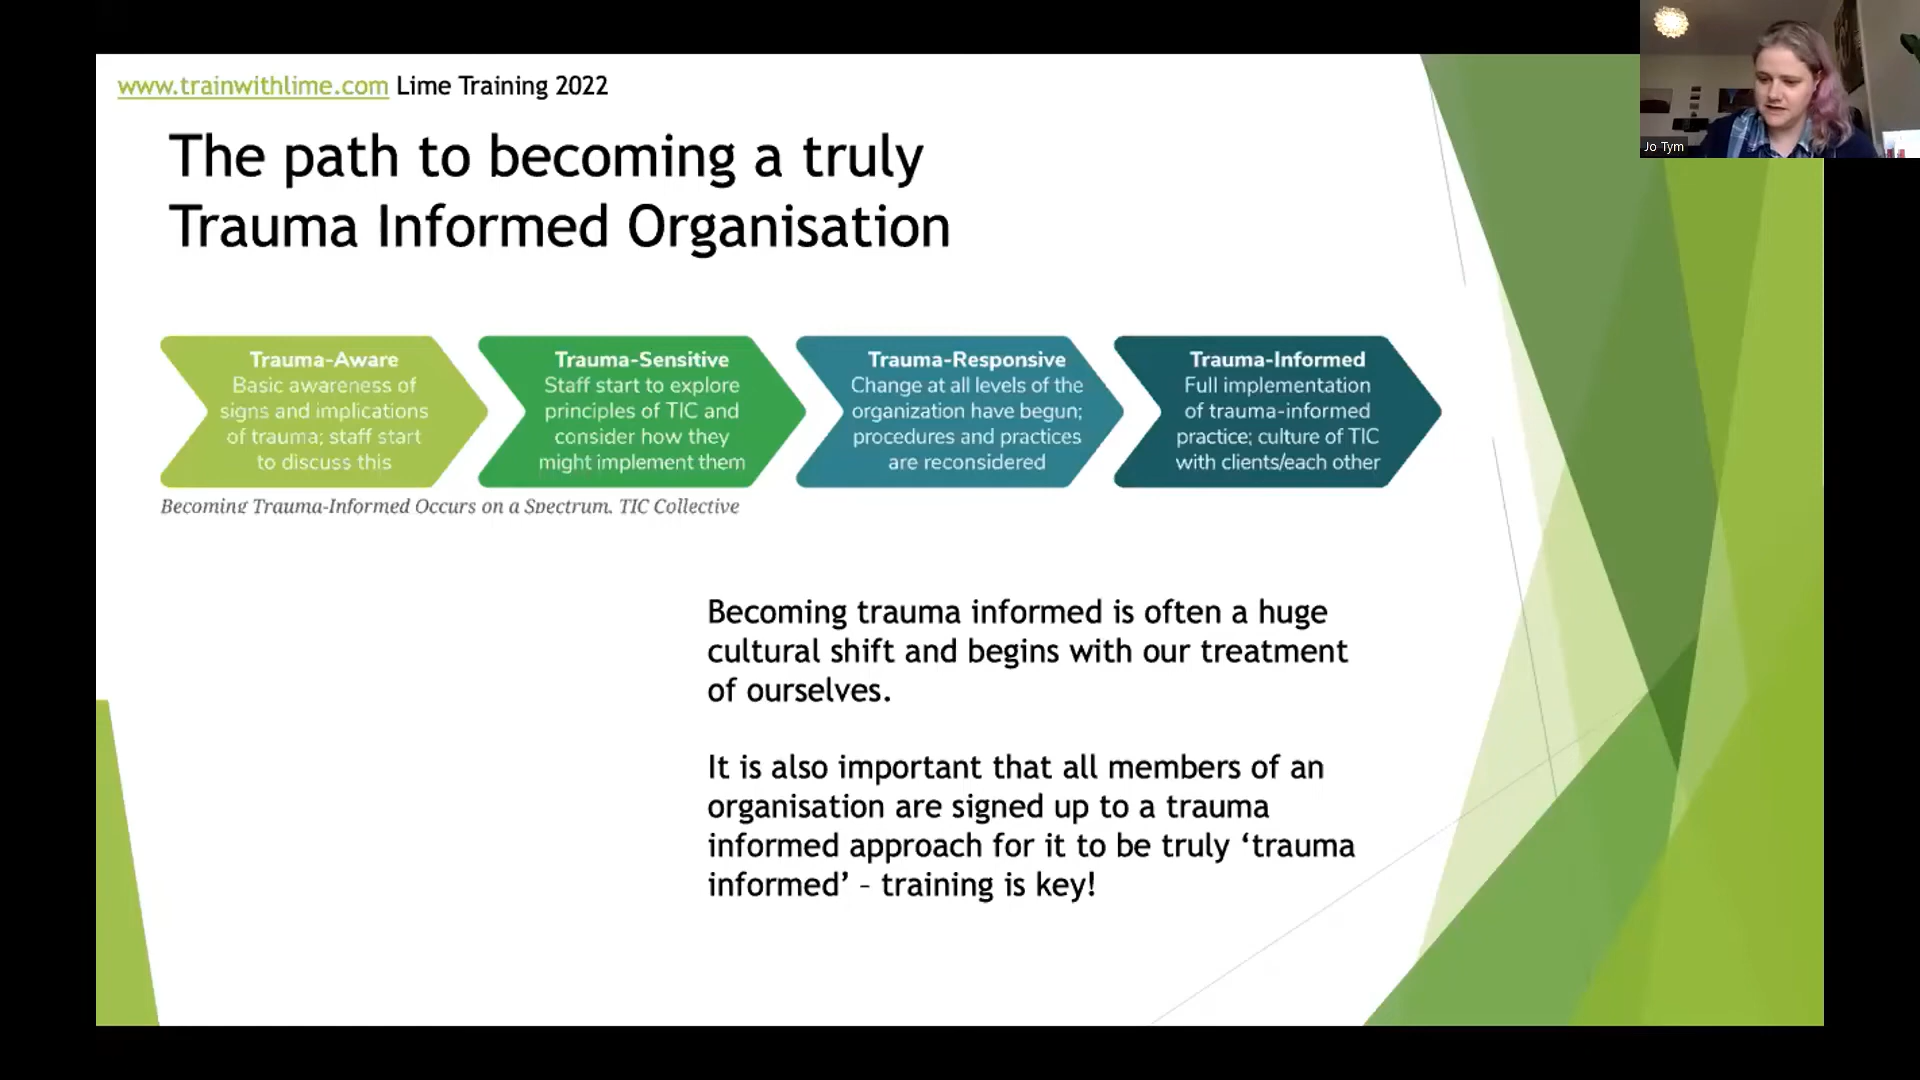 www.trainwithlime.com Lime Training 2022
The path to becoming a truly
Trauma Informed Organisation
Trauma-Aware
Basic awareness of
signs and implications
of trauma; staff start
to discuss this
Trauma-Sensitive
Staff start to explore
principles of TIC and
consider how they
might implement them
Trauma-Responsive
Change at all levels of the
organization have begun;
procedures and practices
are reconsidered
Trauma-Informed
Full implementation
of trauma-informed
practice; culture of TIC
with clients/each other
Becoming Trauma-Informed Occurs on a Spectrum. TIC Collective
Becoming trauma informed is often a huge
cultural shift and begins with our treatment
of ourselves.
It is also important that all members of an
organisation are signed up to a trauma
informed approach for it to be truly ‘trauma
informed’ – training is key!
Jo Tym